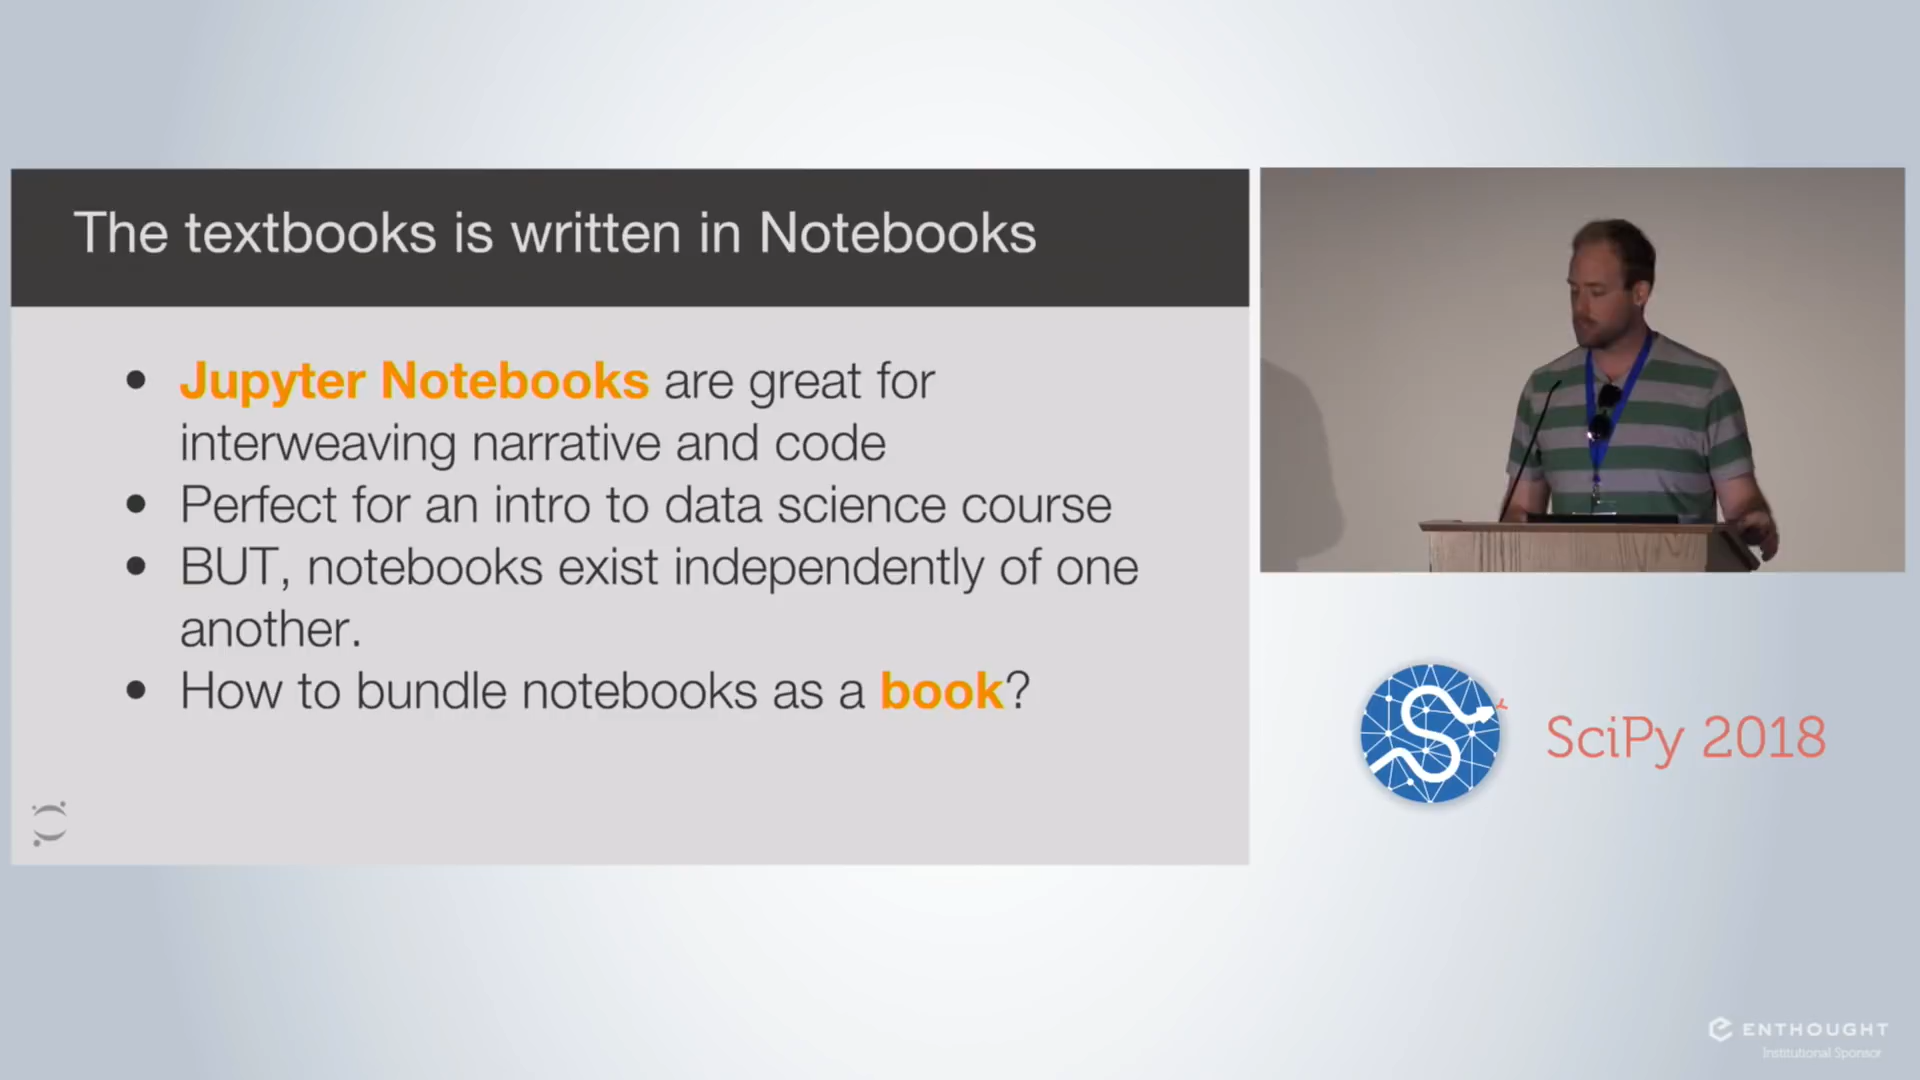 The textbooks is written in Notebooks
• Jupyter Notebooks are great for
interweaving narrative and code
• Perfect for an intro to data science course
• BUT, notebooks exist independently of one
another.
• How to bundle notebooks as a book?
SciPy 2018
ENTHOUGHT
Institutional Sponsor